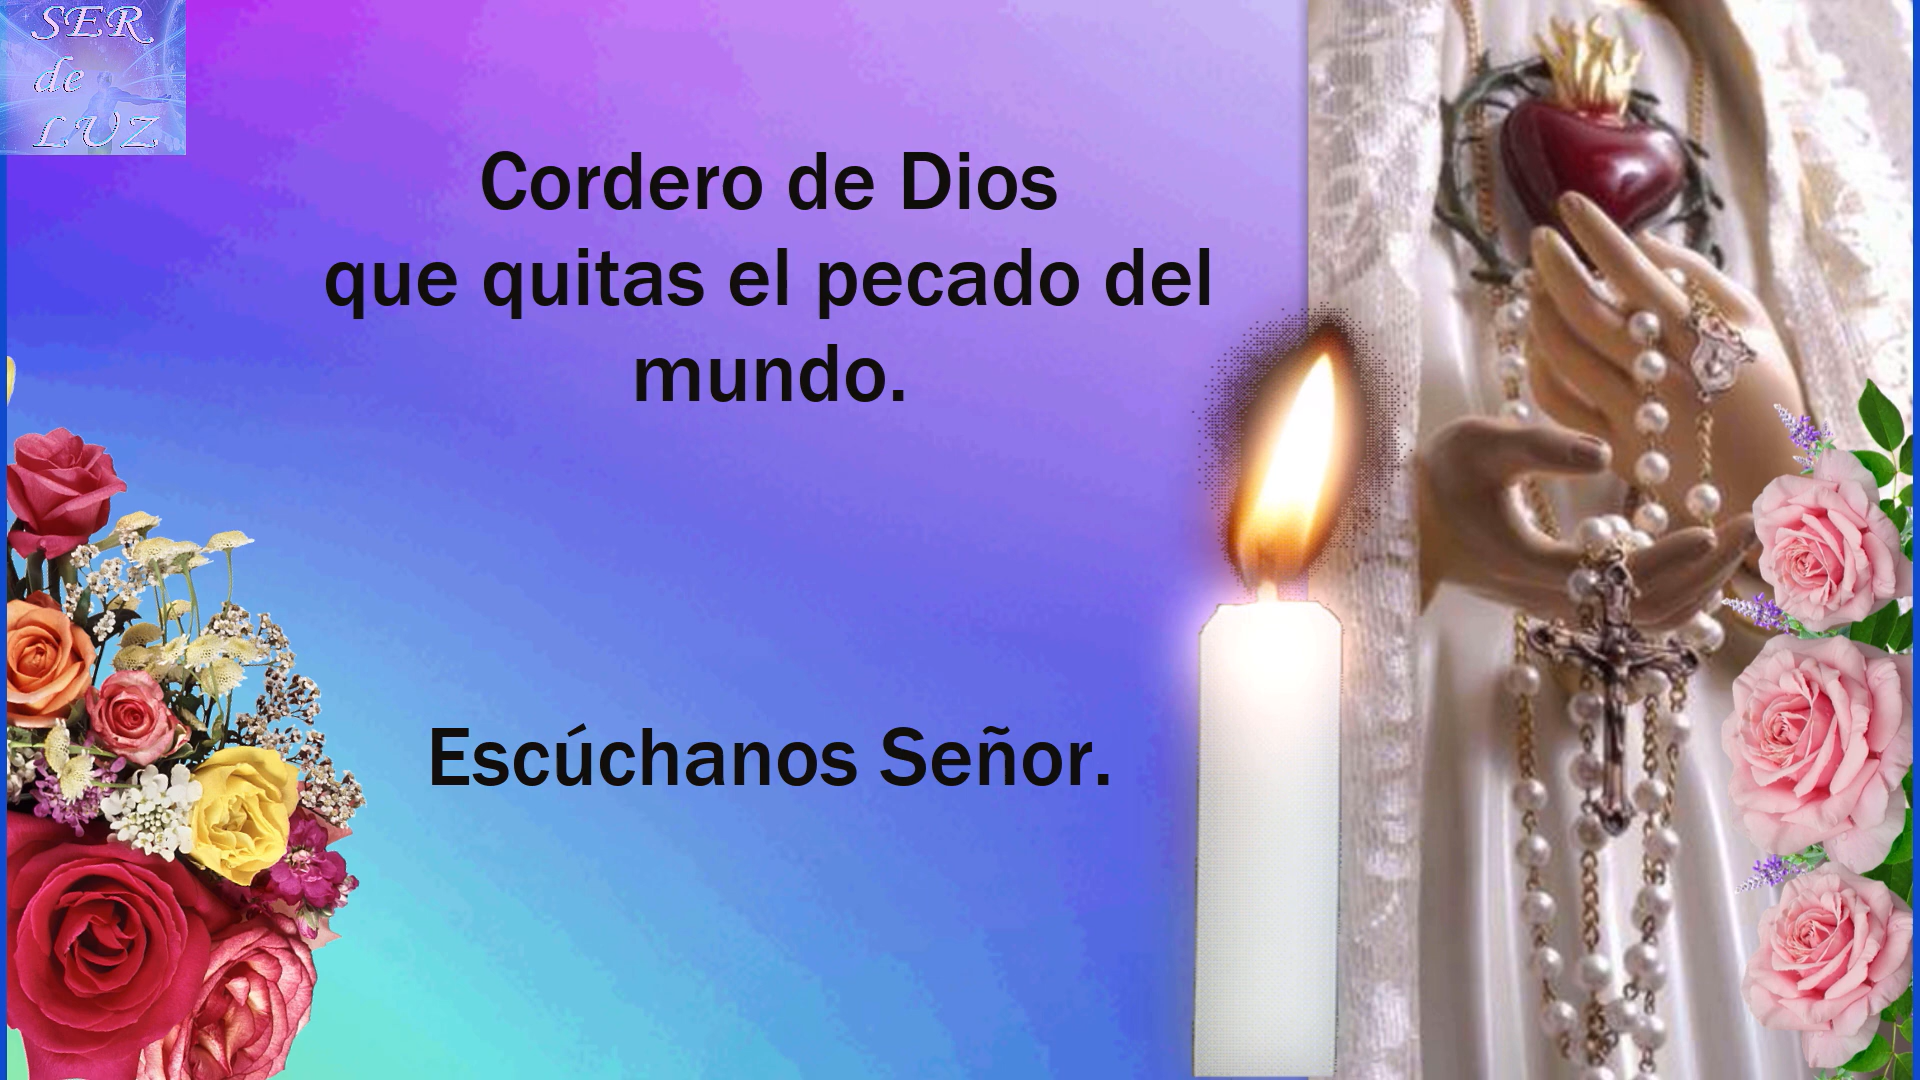 SER
de
LUZ
Cordero de Dios
que quitas el pecado del
mundo.
Escúchanos Señor.